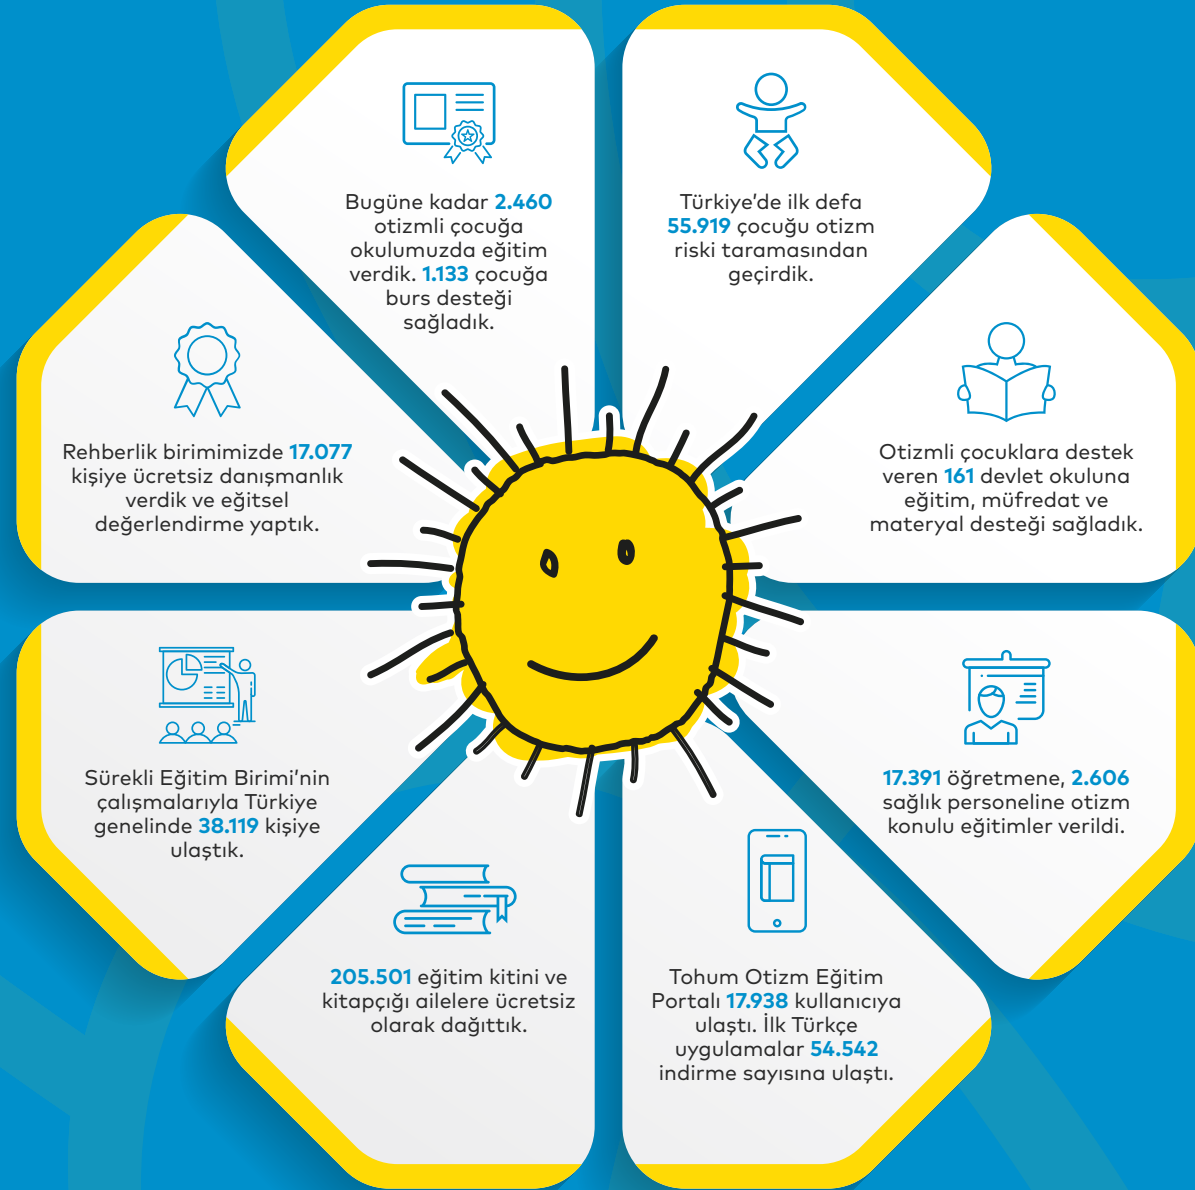 Bugüne kadar 2.460
otizmli çocuğa
okulumuzda eğitim
verdik. 1.133 çocuğa
burs desteği
sağladık.
Türkiye'de ilk defa
55.919 çocuğu otizm
riski taramasından
geçirdik.
Rehberlik birimimizde 17.077
kişiye ücretsiz danışmanlık
verdik ve eğitsel
değerlendirme yaptık.
Otizmli çocuklara destek
veren 161 devlet okuluna
eğitim, müfredat ve
materyal desteği sağladık.
Sürekli Eğitim Birimi'nin
çalışmalarıyla Türkiye
genelinde 38.119 kişiye
ulaştık.
17.391 öğretmene, 2.606
sağlık personeline otizm
konulu eğitimler verildi.
205.501 eğitim kitini ve
kitapçığı ailelere ücretsiz
olarak dağıttık.
Tohum Otizm Eğitim
Portalı 17.938 kullanıcıya
ulaştı. İlk Türkçe
uygulamalar 54.542
indirme sayısına ulaştı.